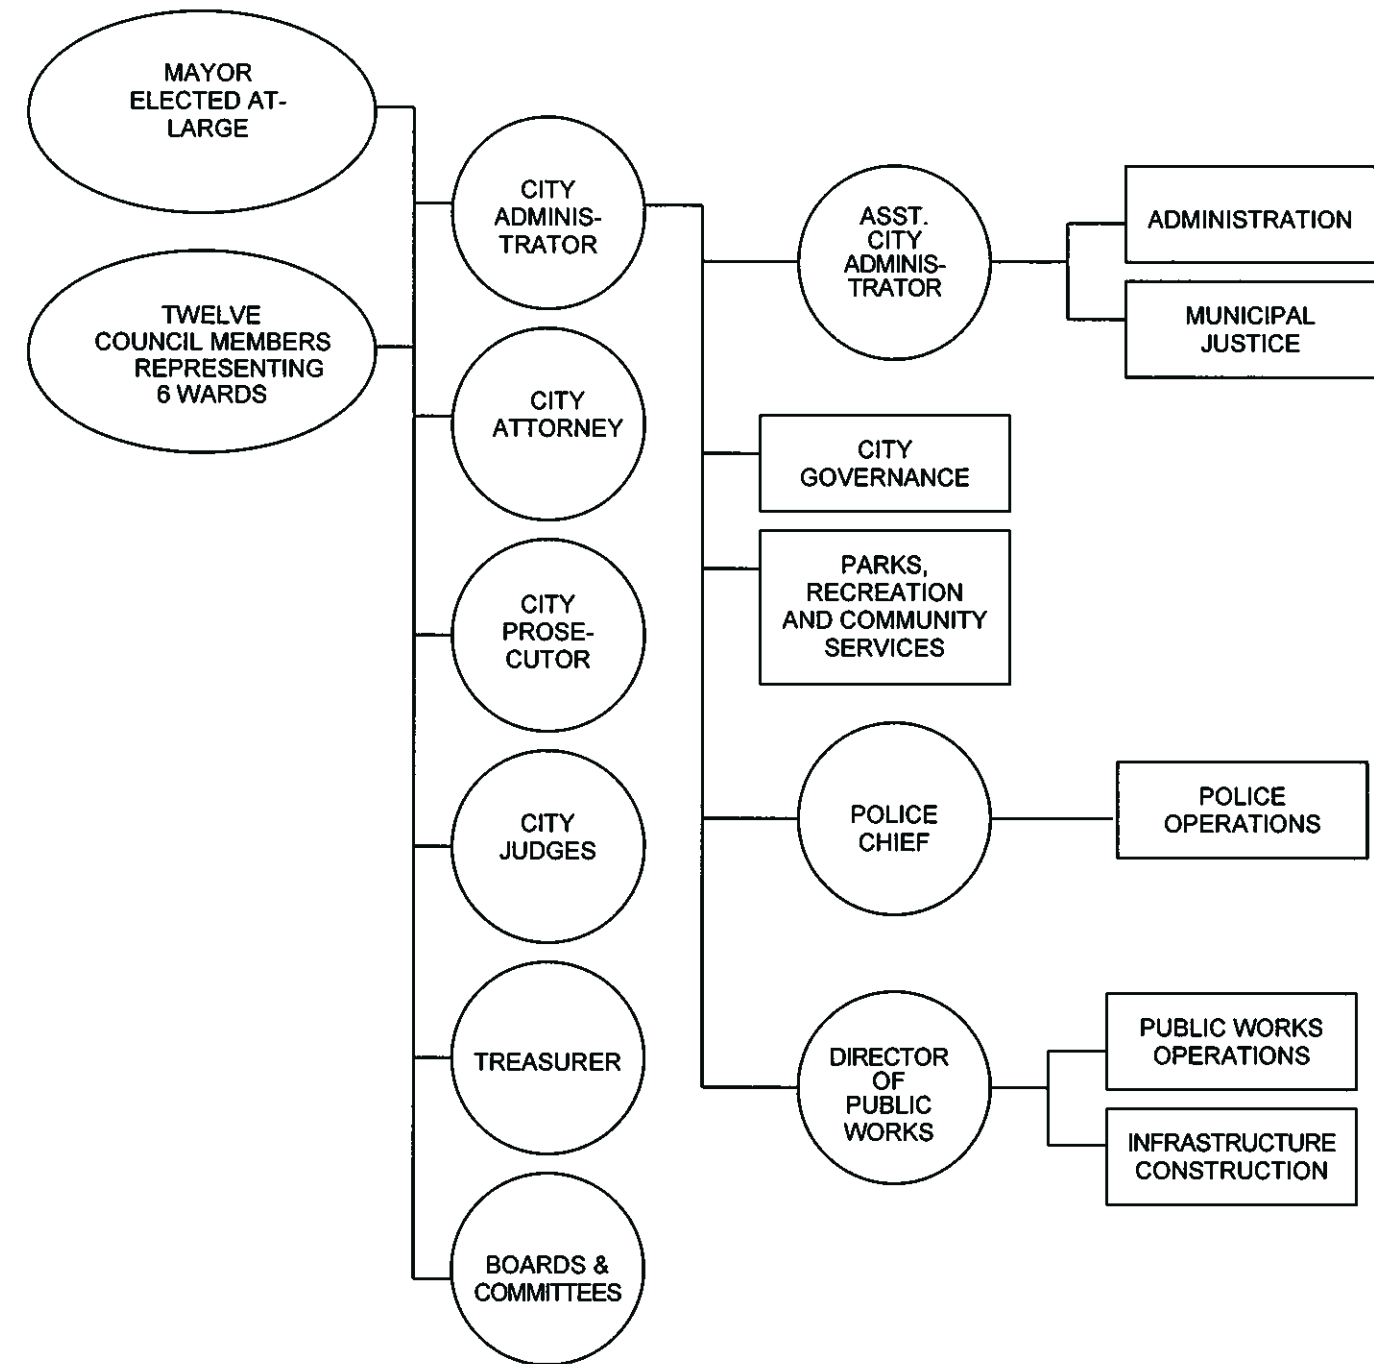 MAYOR
ELECTED AT-
LARGE
TWELVE
COUNCIL MEMBERS
REPRESENTING
6 WARDS
CITY
ADMINIS-
TRATOR
CITY
ATTORNEY
CITY
PROSE-
CUTOR
CITY
JUDGES
TREASURER
BOARDS &
COMMITTEES
ASST.
CITY
ADMINIS-
TRATOR
CITY
GOVERNANCE
PARKS,
RECREATION
AND COMMUNITY
SERVICES
POLICE
CHIEF
DIRECTOR
OF
PUBLIC
WORKS
ADMINISTRATION
MUNICIPAL
JUSTICE
POLICE
OPERATIONS
PUBLIC WORKS
OPERATIONS
INFRASTRUCTURE
CONSTRUCTION